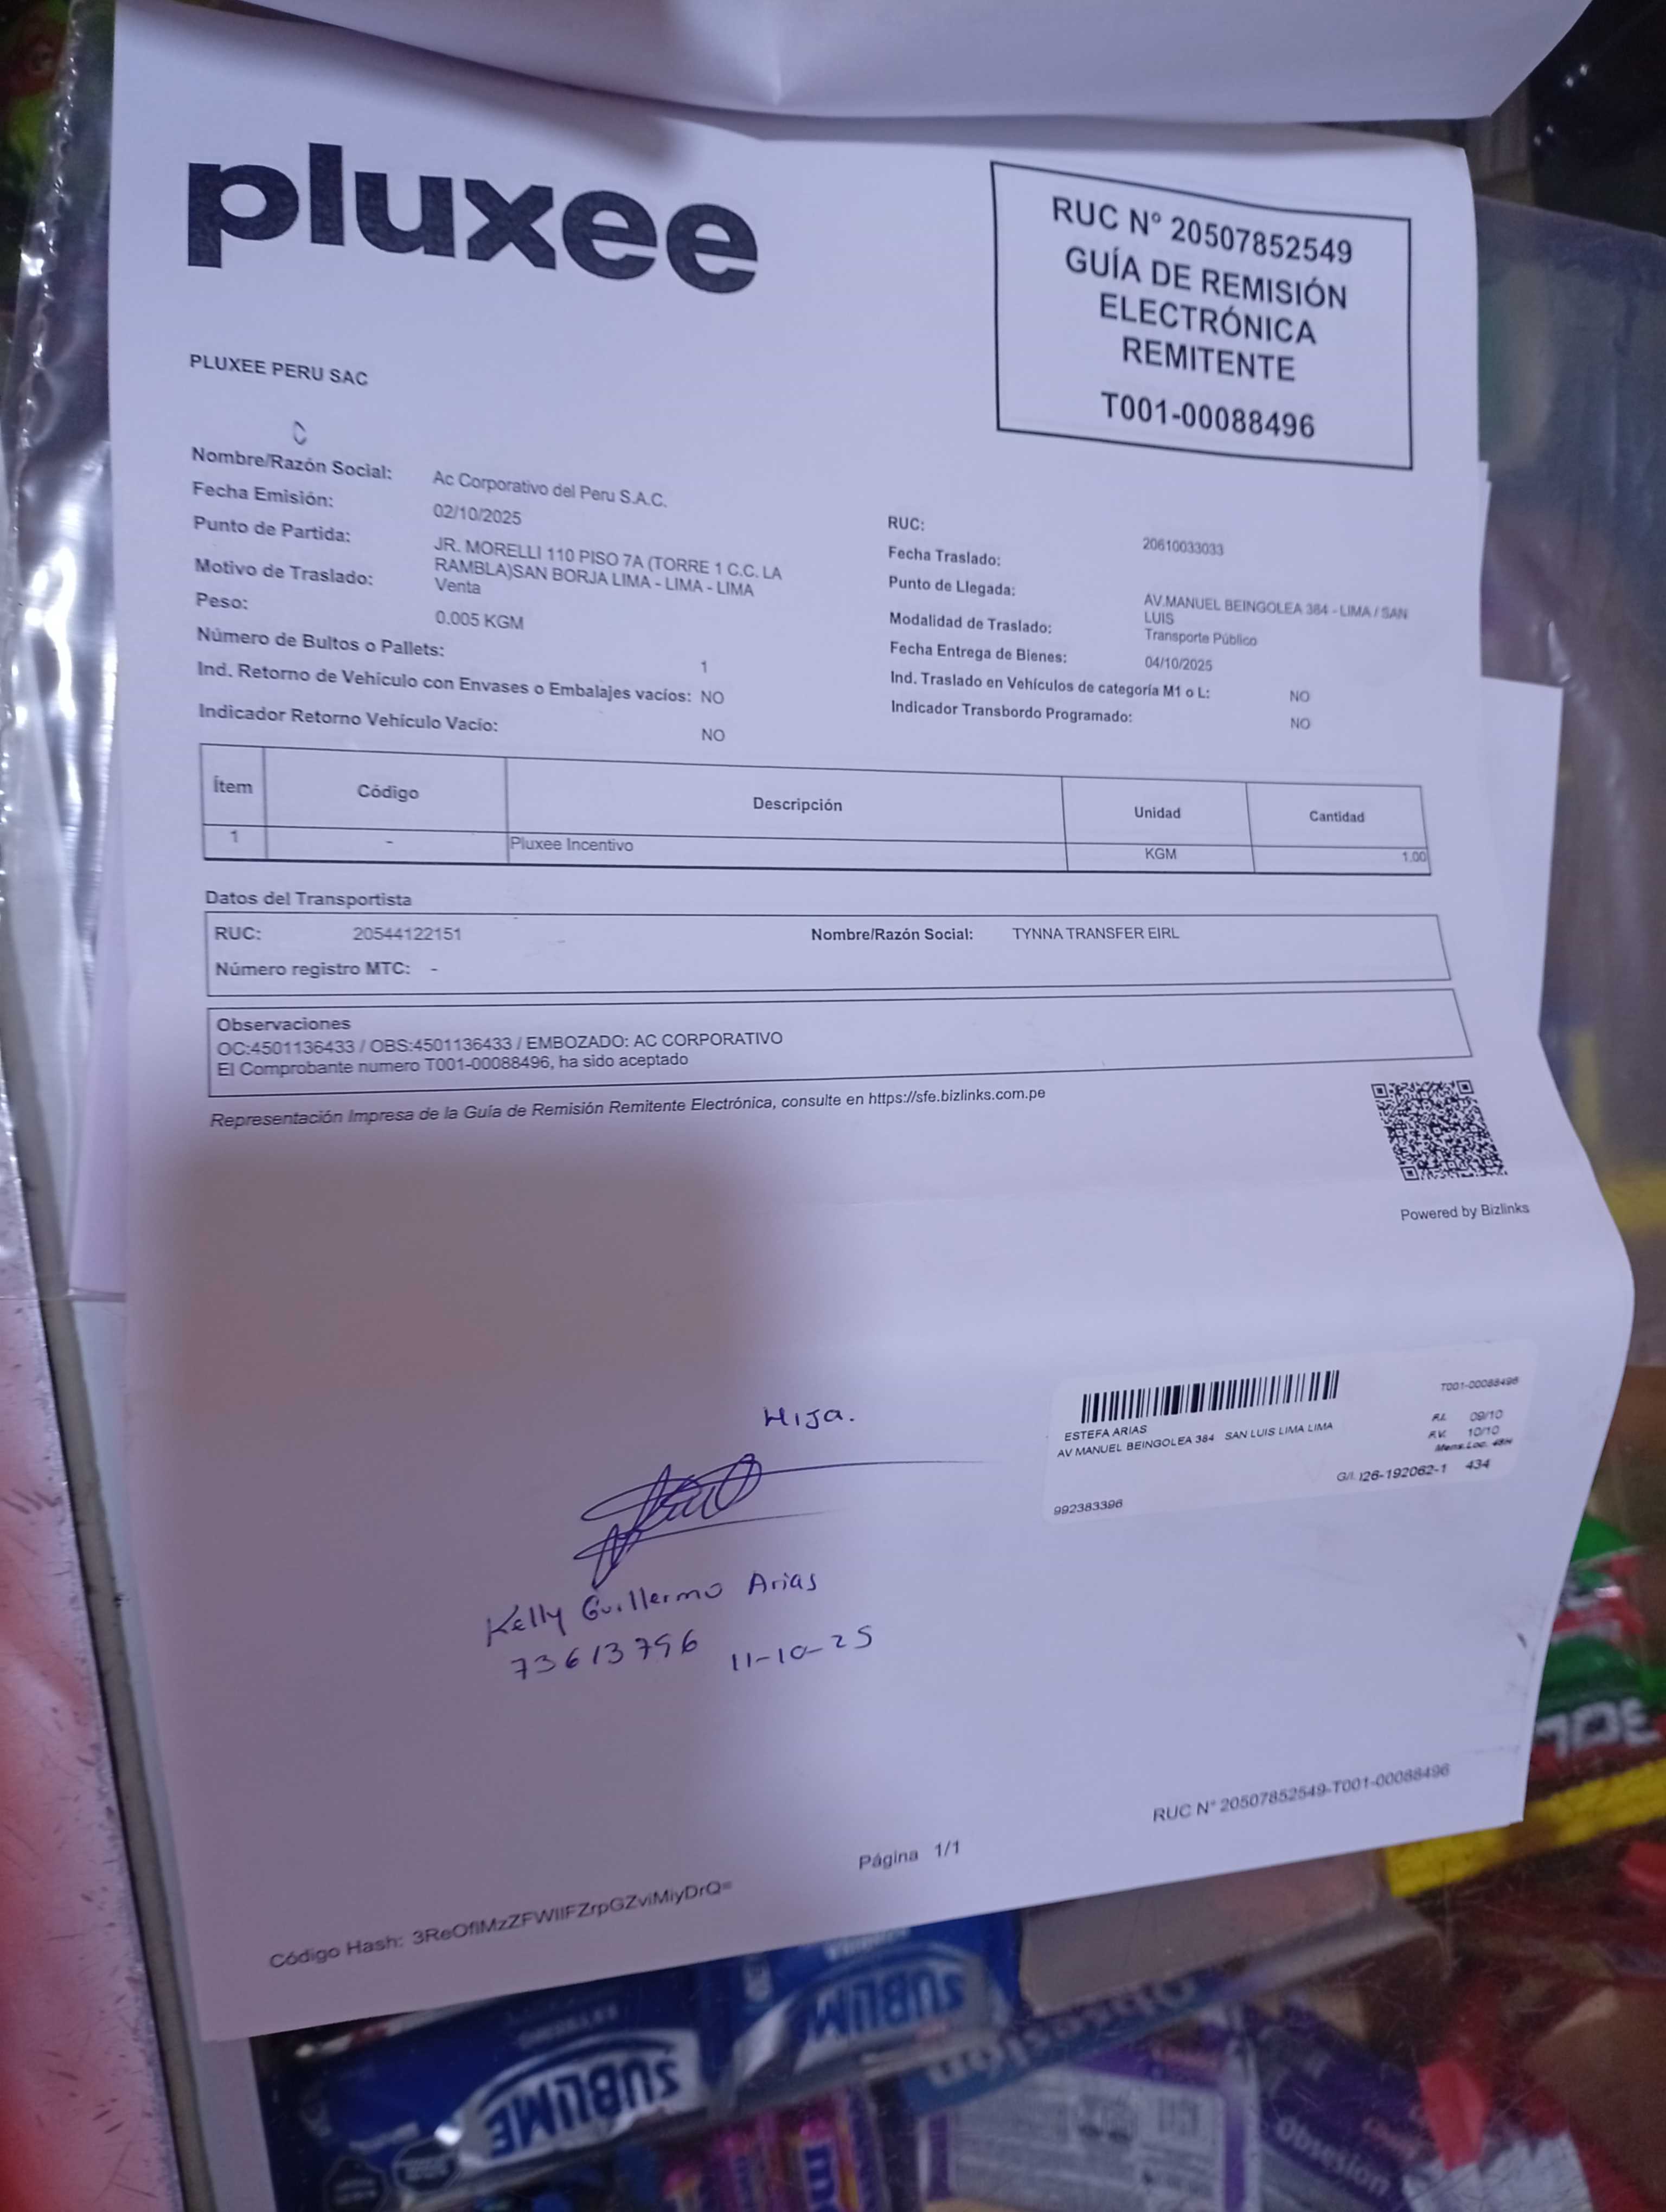 pluxee
RUC N° 20507852549
GUÍA DE REMISIÓN
ELECTRÓNICA
REMITENTE
T001-00088496
PLUXEE PERU SAC
Nombre/Razón Social: Ac Corporativo del Peru S.A.C.
Fecha Emisión: 02/10/2025
Punto de Partida: JR. MORELLI 110 PISO 7A (TORRE 1 C.C. LA
RAMBLA)SAN BORJA LIMA - LIMA - LIMA
Motivo de Traslado: Venta
Peso: 0.005 KGM
Número de Bultos o Pallets: 1
Ind. Retorno de Vehículo con Envases o Embalajes vacíos: NO
Indicador Retorno Vehículo Vacío: NO
RUC: 20610033033
Fecha Traslado:
Punto de Llegada: AV.MANUEL BEINGOLEA 384 - LIMA / SAN
LUIS
Modalidad de Traslado: Transporte Público
Fecha Entrega de Bienes: 04/10/2025
Ind. Traslado en Vehículos de categoría M1 o L: NO
Indicador Transbordo Programado: NO
Ítem Código Descripción Unidad Cantidad
1 - Pluxee Incentivo KGM 1.00
Datos del Transportista
RUC: 20544122151 Nombre/Razón Social: TYNNA TRANSFER EIRL
Número registro MTC: -
Observaciones
OC:4501136433 / OBS:4501136433 / EMBOZADO: AC CORPORATIVO
El Comprobante numero T001-00088496, ha sido aceptado
Representación Impresa de la Guía de Remisión Remitente Electrónica, consulte en https://sfe.bizlinks.com.pe
Powered by Bizlinks
T001-00088496
ESTEFA ARIAS
AV MANUEL BEINGOLEA 384 SAN LUIS LIMA LIMA
F.I. 09/10
F.V. 10/10
Mens.Loc. 48H
G/I. 026-192062-1 434
992383396
Hija.
Kelly Guillermo Arias
73613796 11-10-25
RUC N° 20507852549-T001-00088496
Página 1/1
Código Hash: 3ReOflMzZFWIIFZrpGZviMiyDrQ=
SUBLIME
SUBLIME
Obsesion